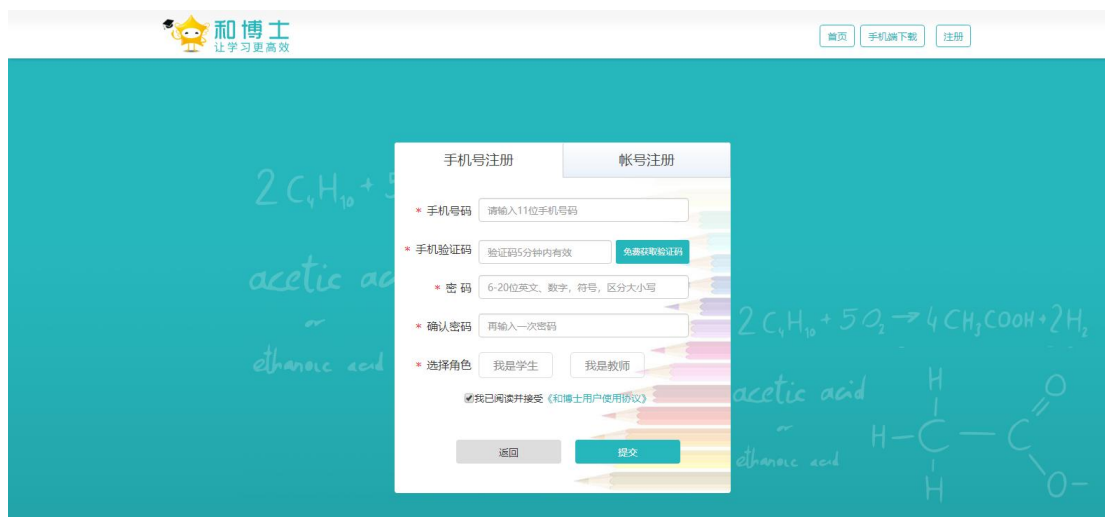 和博士
让学习更高效
首页 手机端下载 注册
手机号注册 帐号注册
* 手机号码 请输入11位手机号码
* 手机验证码 验证码5分钟内有效 免费获取验证码
* 密 码 6-20位英文、数字，符号，区分大小写
* 确认密码 再输入一次密码
* 选择角色 我是学生 我是教师
我已阅读并接受《和博士用户使用协议》
返回 提交
2 C₄H₁₀ + 5
acetic ac
or
ethanoic acid
2 C₄H₁₀ + 5O₂ → 4 CH₃COOH + 2H₂
acetic acid
or
ethanoic acid
H O
H—C—C
H O—